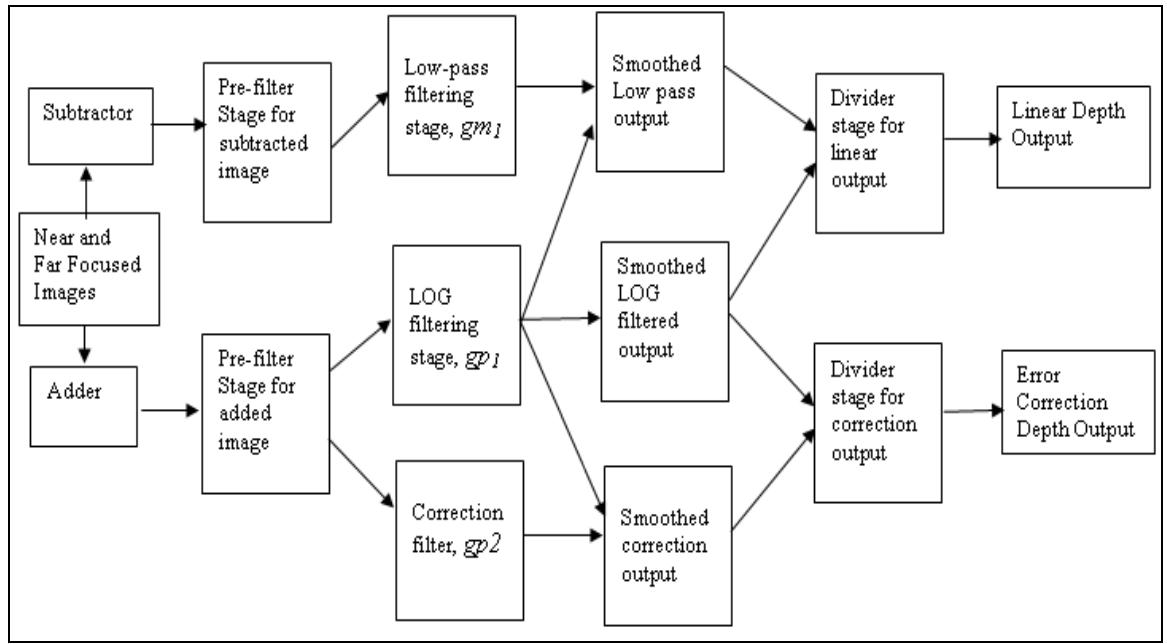 Subtractor
Near and
Far Focused
Images
Adder
Pre-filter
Stage for
subtracted
image
Pre-filter
Stage for
added
image
Low-pass
filtering
stage, gm1
LOG
filtering
stage, gp1
Correction
filter, gp2
Smoothed
Low pass
output
Smoothed
LOG
filtered
output
Smoothed
correction
output
Divider
stage for
linear
output
Divider
stage for
correction
output
Linear Depth
Output
Error
Correction
Depth Output